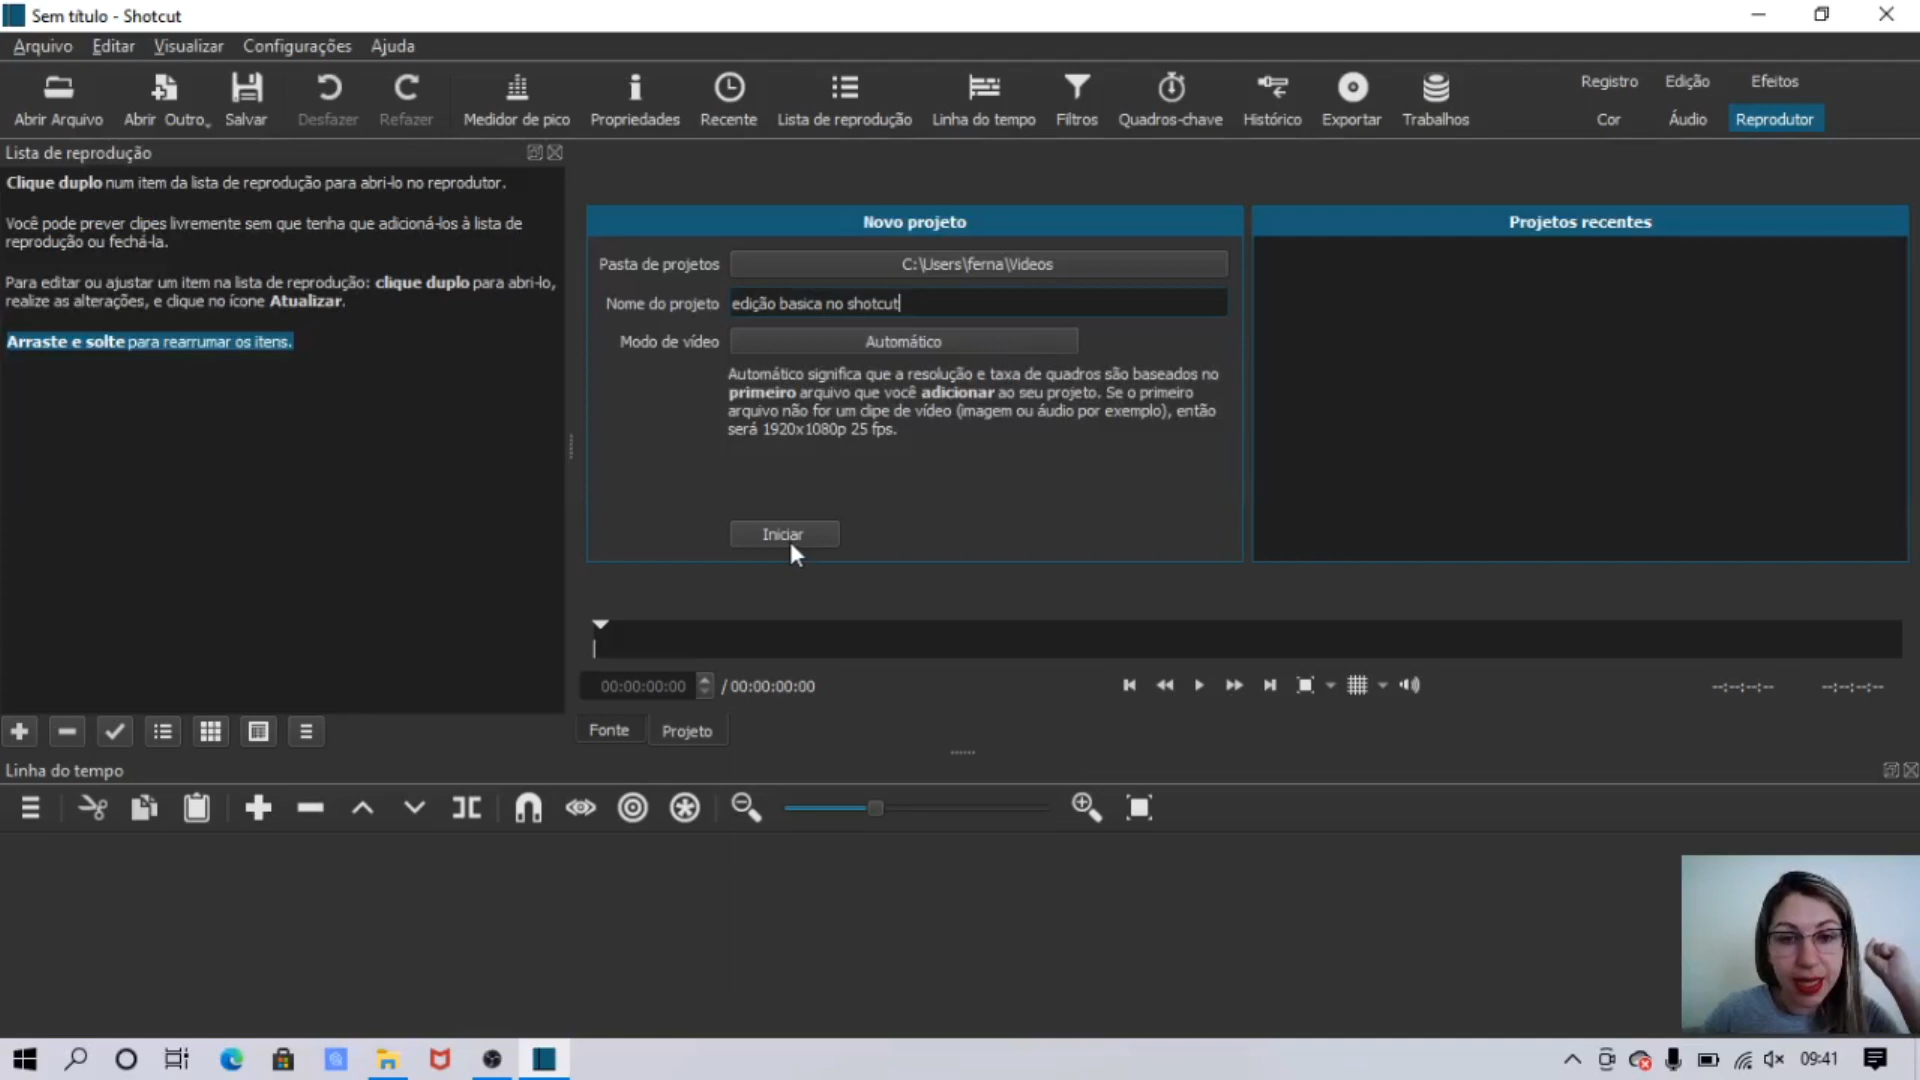 Sem título - Shotcut
Arquivo Editar Visualizar Configurações Ajuda
Abrir Arquivo Abrir Outro Salvar Desfazer Refazer Medidor de pico Propriedades Recente Lista de reprodução Linha do tempo Filtros Quadros-chave Histórico Exportar Trabalhos
Registro Edição Efeitos
Cor Áudio Reprodutor
Lista de reprodução
Clique duplo num item da lista de reprodução para abri-lo no reprodutor.
Você pode prever clipes livremente sem que tenha que adicioná-los à lista de
reprodução ou fechá-la.
Para editar ou ajustar um item na lista de reprodução: clique duplo para abri-lo,
realize as alterações, e clique no ícone Atualizar.
Arraste e solte para rearrumar os itens.
Novo projeto
Pasta de projetos C:\Users\ferna\Videos
Nome do projeto edição basica no shotcut
Modo de vídeo Automático
Automático significa que a resolução e taxa de quadros são baseados no
primeiro arquivo que você adicionar ao seu projeto. Se o primeiro
arquivo não for um clipe de vídeo (imagem ou áudio por exemplo), então
será 1920x1080p 25 fps.
Iniciar
Projetos recentes
00:00:00:00 / 00:00:00:00
--:--:--:-- --:--:--:--
Fonte Projeto
Linha do tempo
09:41